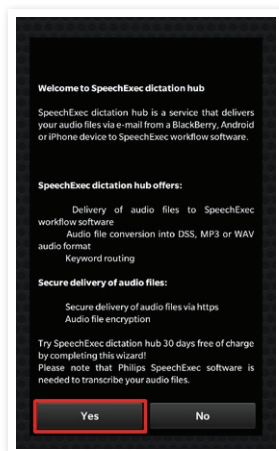 Welcome to SpeechExec dictation hub
SpeechExec dictation hub is a service that delivers
your audio files via e-mail from a BlackBerry, Android
or iPhone device to SpeechExec workflow software.
SpeechExec dictation hub offers:
Delivery of audio files to SpeechExec
workflow software
Audio file conversion into DSS, MP3 or WAV
audio format
Keyword routing
Secure delivery of audio files:
Secure delivery of audio files via https
Audio file encryption
Try SpeechExec dictation hub 30 days free of charge
by completing this wizard!
Please note that Philips SpeechExec software is
needed to transcribe your audio files.
Yes No